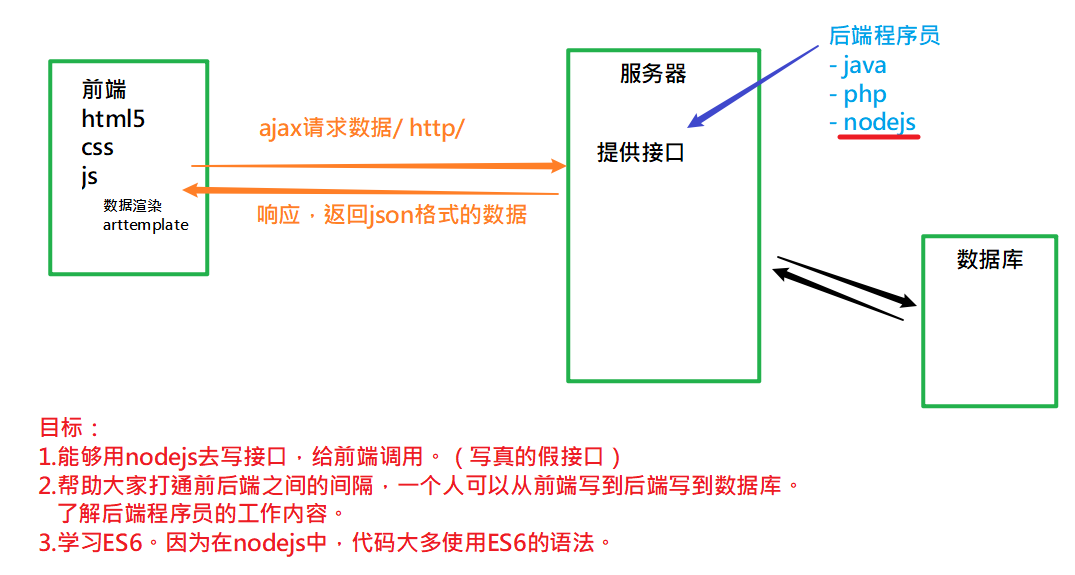 前端
html5
css
js
数据渲染
arttemplate
ajax请求数据/ http/
响应，返回json格式的数据
服务器
提供接口
后端程序员
- java
- php
- nodejs
数据库
目标：
1.能够用nodejs去写接口，给前端调用。（写真的假接口）
2.帮助大家打通前后端之间的间隔，一个人可以从前端写到后端写到数据库。
了解后端程序员的工作内容。
3.学习ES6。因为在nodejs中，代码大多使用ES6的语法。